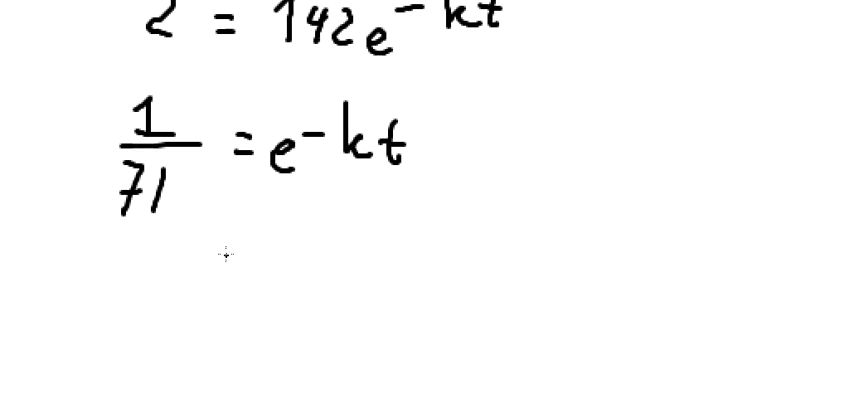 2 = 142e^-kt
1/71 = e^-kt